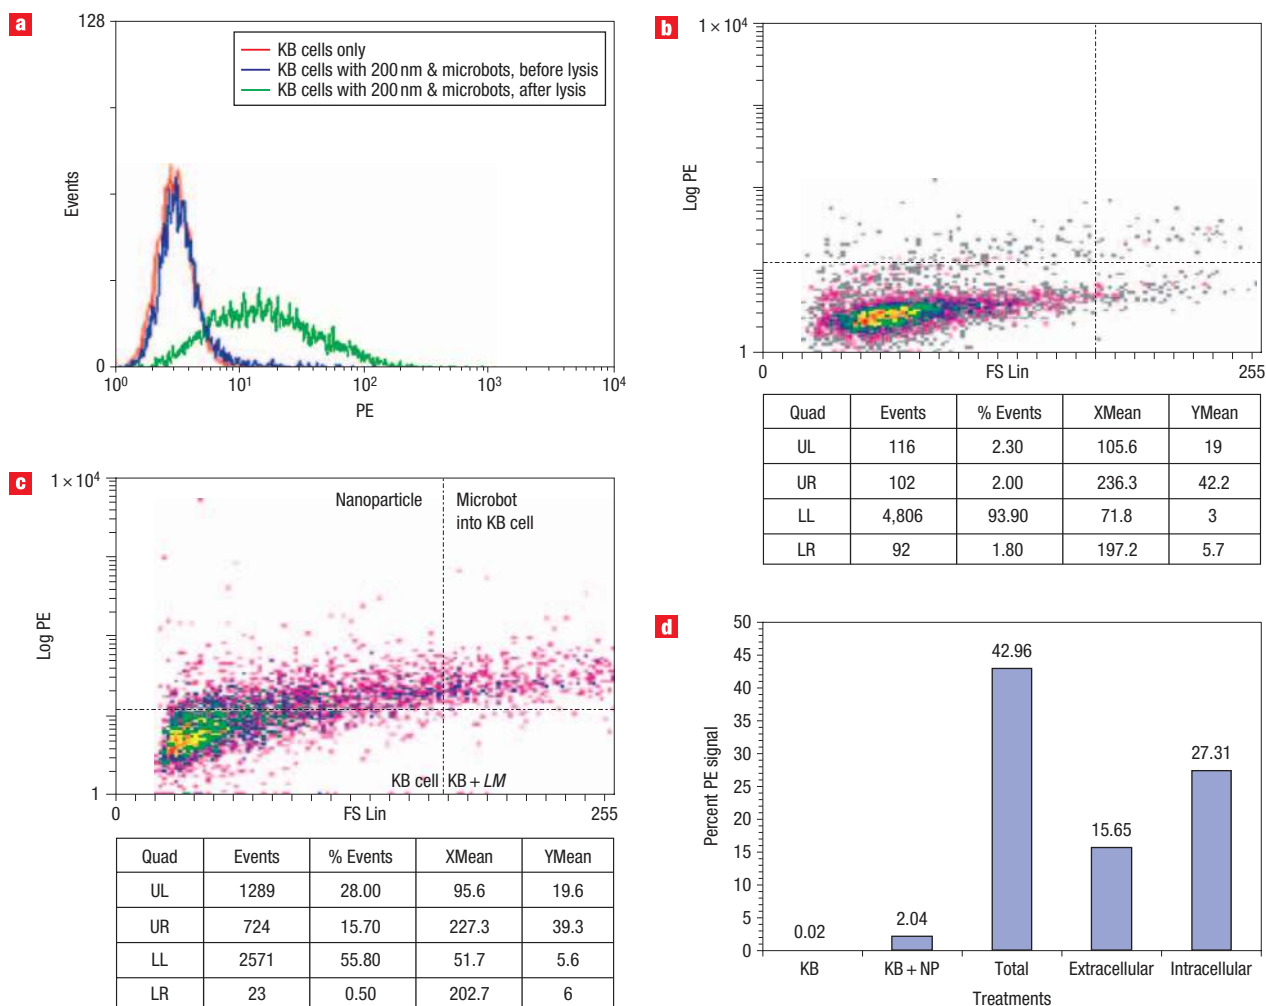 a
128
KB cells only
KB cells with 200 nm & microbots, before lysis
KB cells with 200 nm & microbots, after lysis
Events
0
10⁰ 10¹ 10² 10³ 10⁴
PE
b
1 × 10⁴
Log PE
1
0 FS Lin 255
Quad Events % Events XMean YMean
UL 116 2.30 105.6 19
UR 102 2.00 236.3 42.2
LL 4,806 93.90 71.8 3
LR 92 1.80 197.2 5.7
c
1 × 10⁴
Nanoparticle Microbot
into KB cell
Log PE
KB cell KB + LM
1
0 FS Lin 255
Quad Events % Events XMean YMean
UL 1289 28.00 95.6 19.6
UR 724 15.70 227.3 39.3
LL 2571 55.80 51.7 5.6
LR 23 0.50 202.7 6
d
50
45
40
35
30
25
20
15
10
5
0
Percent PE signal
0.02
2.04
42.96
15.65
27.31
KB KB + NP Total Extracellular Intracellular
Treatments